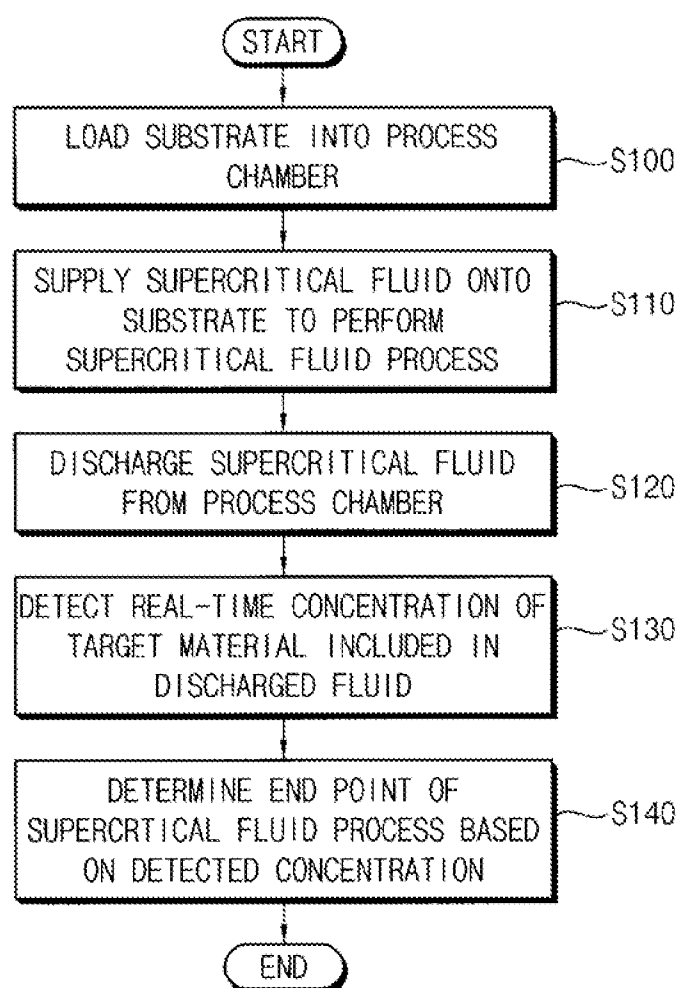 START
LOAD SUBSTRATE INTO PROCESS
CHAMBER
S100
SUPPLY SUPERCRITICAL FLUID ONTO
SUBSTRATE TO PERFORM
SUPERCRITICAL FLUID PROCESS
S110
DISCHARGE SUPERCRITICAL FLUID
FROM PROCESS CHAMBER
S120
DETECT REAL-TIME CONCENTRATION OF
TARGET MATERIAL INCLUDED IN
DISCHARGED FLUID
S130
DETERMINE END POINT OF
SUPERCRTICAL FLUID PROCESS BASED
ON DETECTED CONCENTRATION
S140
END